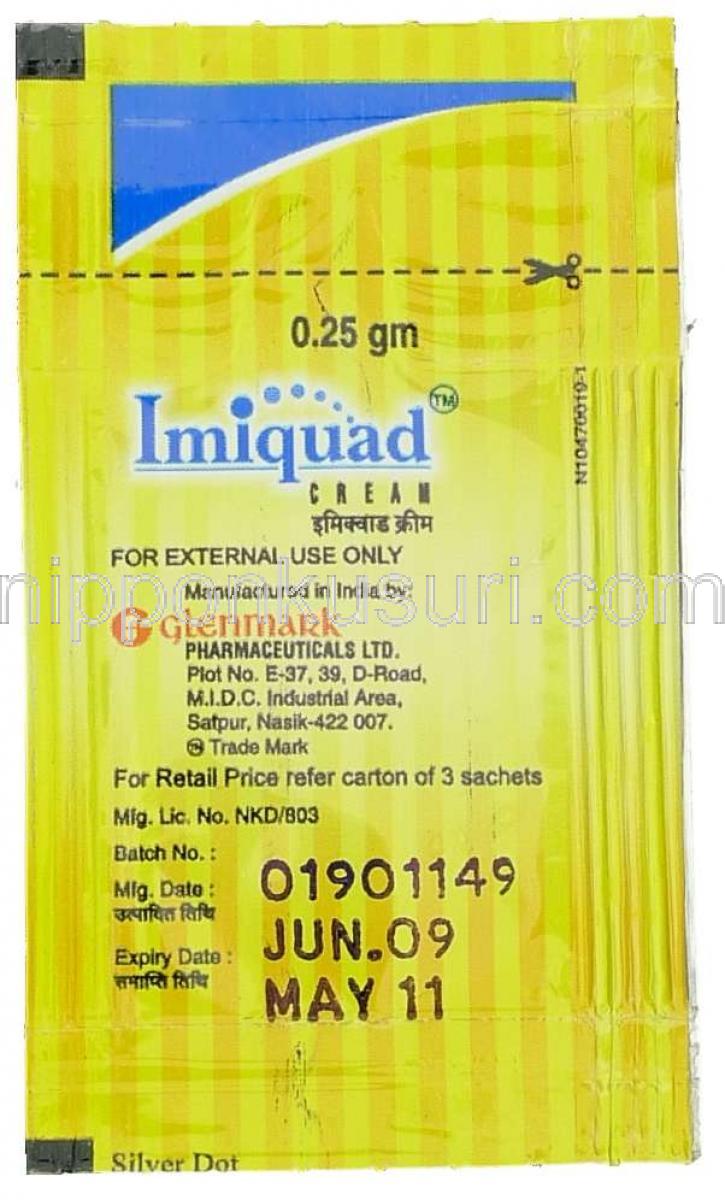 0.25 gm
Imiquad TM
CREAM
इमिक्वाड क्रीम
N10470019-1
FOR EXTERNAL USE ONLY
nipponkusuri.com
Manufactured in India by:
Glenmark
PHARMACEUTICALS LTD.
Plot No. E-37, 39, D-Road,
M.I.D.C. Industrial Area,
Satpur, Nasik-422 007.
TM Trade Mark
For Retail Price refer carton of 3 sachets
Mfg. Lic. No. NKD/803
Batch No. : 01901149
Mfg. Date : JUN.09
उत्पादित तिथि
Expiry Date : MAY 11
समाप्ति तिथि
Silver Dot